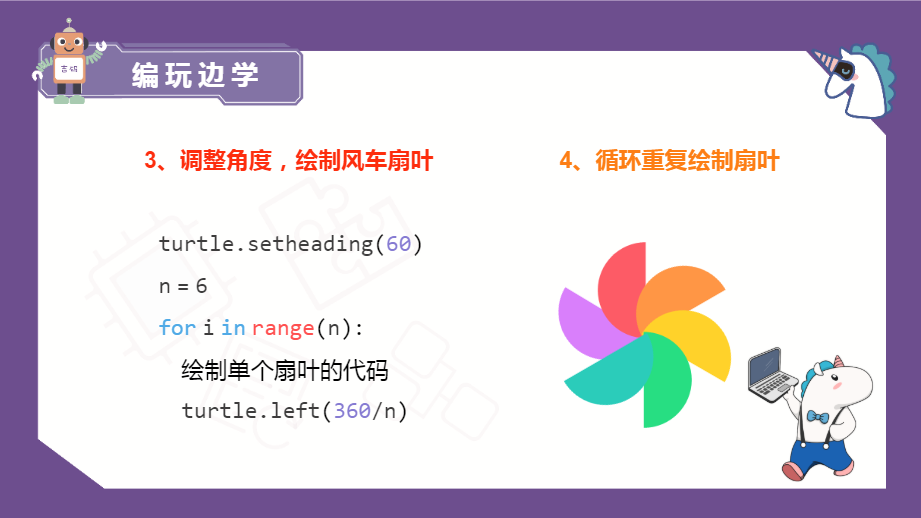 吉码
编玩边学
3、调整角度，绘制风车扇叶
turtle.setheading(60)
n = 6
for i in range(n):
绘制单个扇叶的代码
turtle.left(360/n)
4、循环重复绘制扇叶